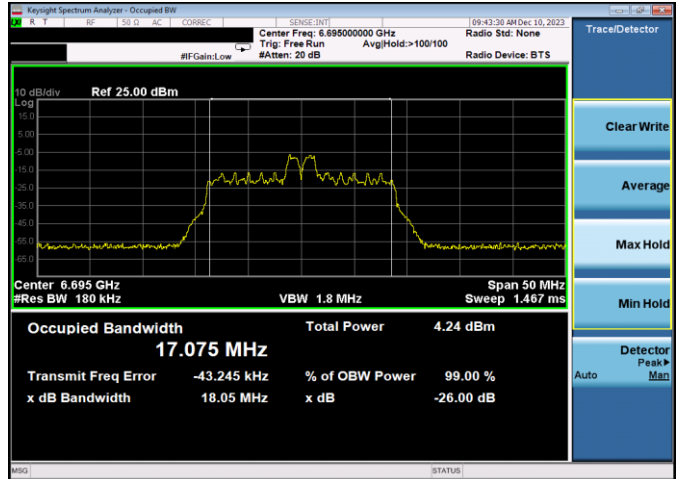 Keysight Spectrum Analyzer - Occupied BW
R T RF 50 Ω AC CORREC SENSE:INT 09:43:30 AM Dec 10, 2023
Center Freq: 6.695000000 GHz Radio Std: None
Trig: Free Run Avg|Hold:>100/100
#IFGain:Low #Atten: 20 dB Radio Device: BTS
10 dB/div Ref 25.00 dBm
Log
15.0
5.00
-5.00
-15.0
-25.0
-35.0
-45.0
-55.0
-65.0
Center 6.695 GHz Span 50 MHz
#Res BW 180 kHz VBW 1.8 MHz Sweep 1.467 ms
Occupied Bandwidth Total Power 4.24 dBm
17.075 MHz
Transmit Freq Error -43.245 kHz % of OBW Power 99.00 %
x dB Bandwidth 18.05 MHz x dB -26.00 dB
Trace/Detector
Clear Write
Average
Max Hold
Min Hold
Detector
Peak▶
Auto Man
MSG STATUS